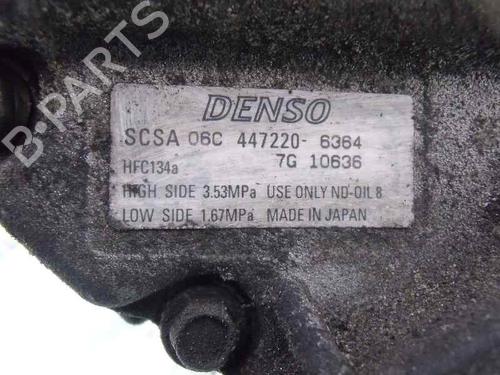 DENSO
SCSA 06C 447220- 6364
7G 10636
HFC134a
HIGH SIDE 3.53MPa USE ONLY ND-OIL 8
LOW SIDE 1.67MPa MADE IN JAPAN
B-PARTS
B-PARTS